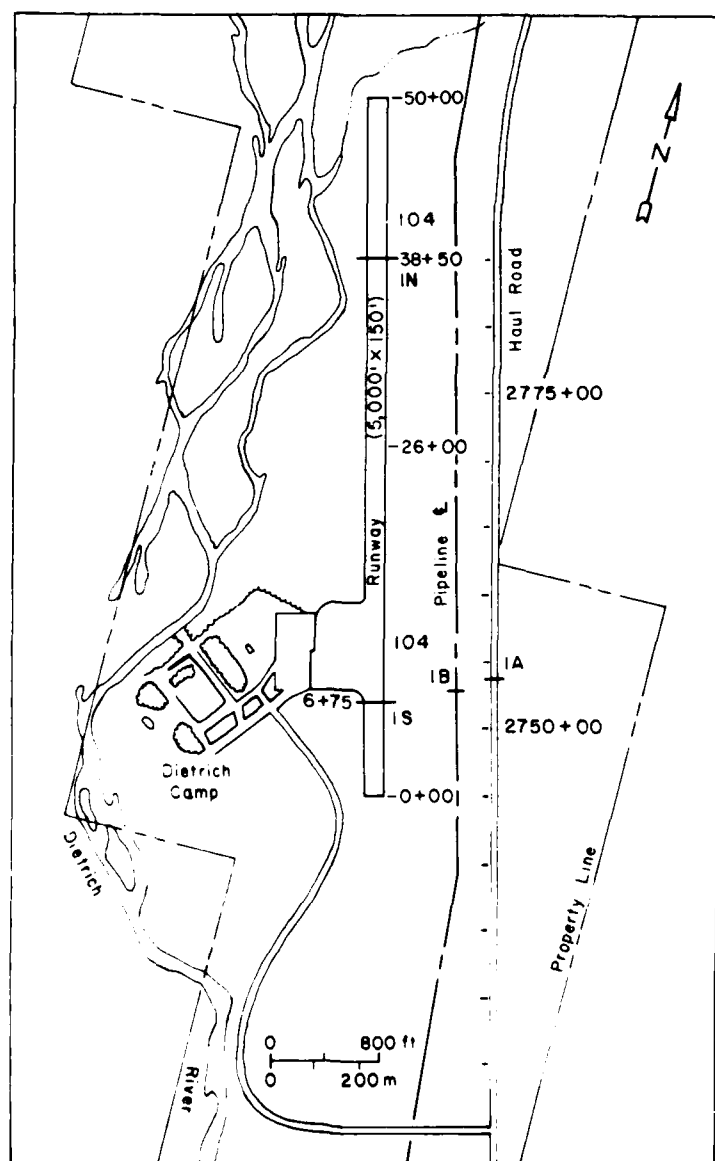 -50+00
N
104
38+50
1N
Haul Road
(5,000' x 150')
2775+00
-26+00
Runway
Pipeline ℄
104
1B
1A
6+75
1S
2750+00
Dietrich
Camp
-0+00
Dietrich
Property Line
0 800 ft
0 200 m
River